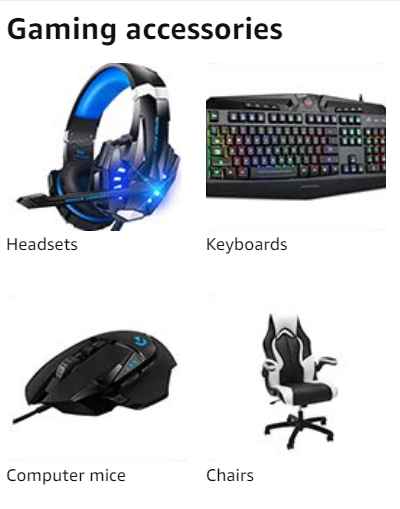 Gaming accessories
Headsets
Keyboards
Computer mice
Chairs